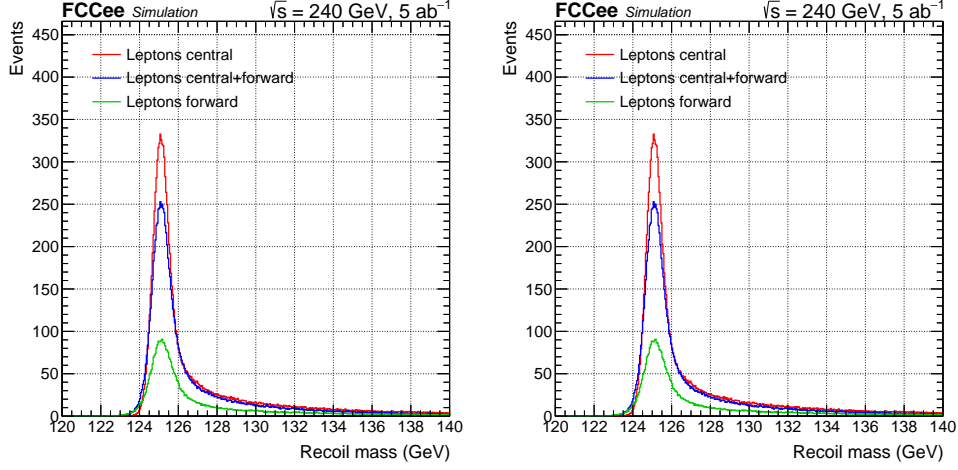 FCCee Simulation √s = 240 GeV, 5 ab⁻¹
Events
450
400
350
300
250
200
150
100
50
0
Leptons central
Leptons central+forward
Leptons forward
120 122 124 126 128 130 132 134 136 138 140
Recoil mass (GeV)
FCCee Simulation √s = 240 GeV, 5 ab⁻¹
Events
450
400
350
300
250
200
150
100
50
0
Leptons central
Leptons central+forward
Leptons forward
120 122 124 126 128 130 132 134 136 138 140
Recoil mass (GeV)